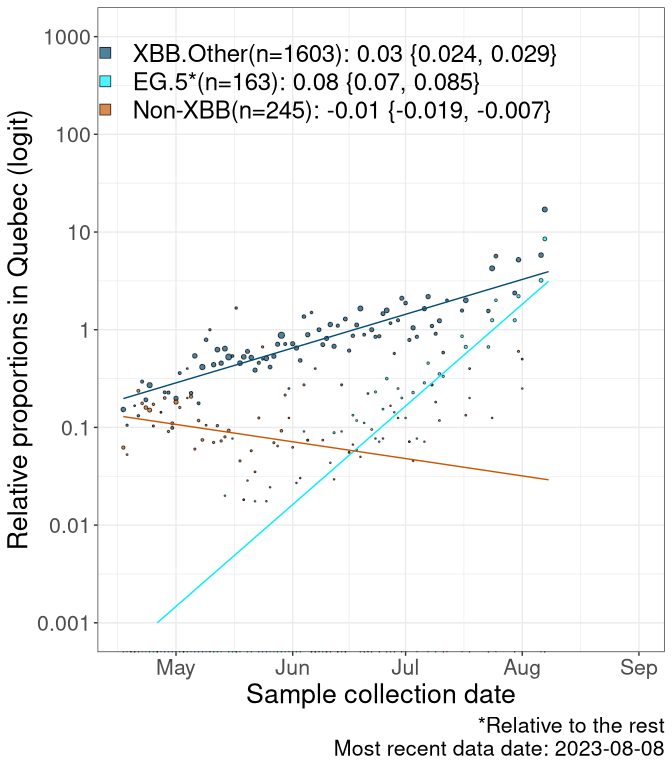 XBB.Other(n=1603): 0.03 {0.024, 0.029}
EG.5*(n=163): 0.08 {0.07, 0.085}
Non-XBB(n=245): -0.01 {-0.019, -0.007}
Relative proportions in Quebec (logit)
1000
100
10
1
0.1
0.01
0.001
May Jun Jul Aug Sep
Sample collection date
*Relative to the rest
Most recent data date: 2023-08-08